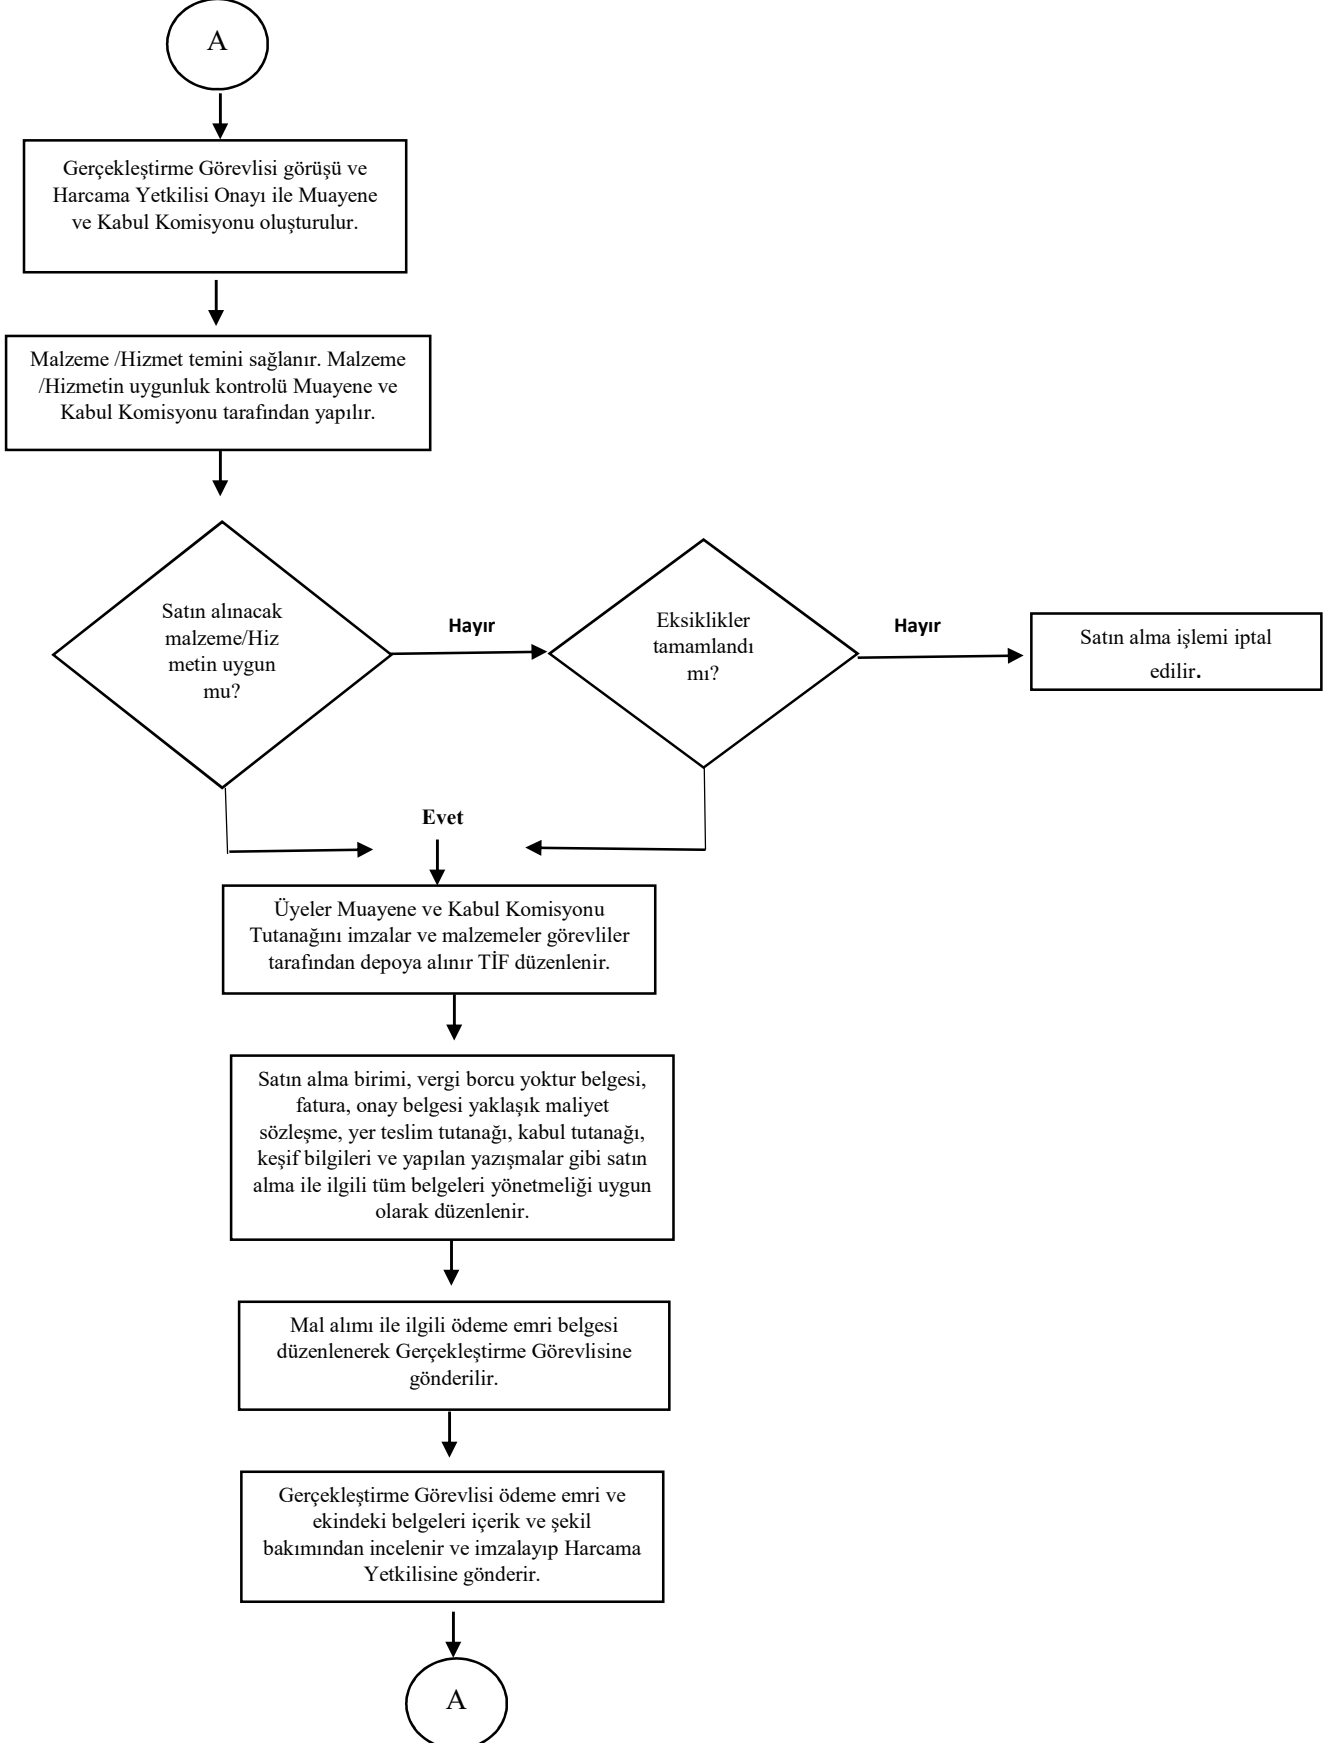 A
Gerçekleştirme Görevlisi görüşü ve
Harcama Yetkilisi Onayı ile Muayene
ve Kabul Komisyonu oluşturulur.
Malzeme /Hizmet temini sağlanır. Malzeme
/Hizmetin uygunluk kontrolü Muayene ve
Kabul Komisyonu tarafından yapılır.
Satın alınacak
malzeme/Hiz
metin uygun
mu?
Hayır
Eksiklikler
tamamlandı
mı?
Hayır
Satın alma işlemi iptal
edilir.
Evet
Üyeler Muayene ve Kabul Komisyonu
Tutanağını imzalar ve malzemeler görevliler
tarafından depoya alınır TİF düzenlenir.
Satın alma birimi, vergi borcu yoktur belgesi,
fatura, onay belgesi yaklaşık maliyet
sözleşme, yer teslim tutanağı, kabul tutanağı,
keşif bilgileri ve yapılan yazışmalar gibi satın
alma ile ilgili tüm belgeleri yönetmeliği uygun
olarak düzenlenir.
Mal alımı ile ilgili ödeme emri belgesi
düzenlenerek Gerçekleştirme Görevlisine
gönderilir.
Gerçekleştirme Görevlisi ödeme emri ve
ekindeki belgeleri içerik ve şekil
bakımından incelenir ve imzalayıp Harcama
Yetkilisine gönderir.
A